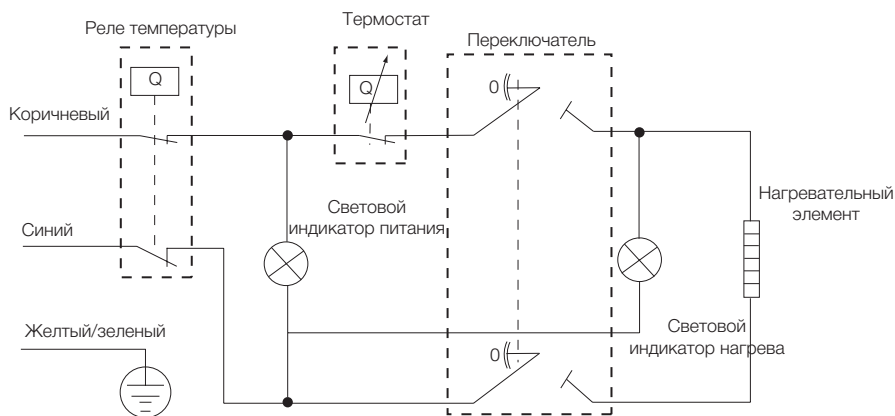 Реле температуры
Термостат
Переключатель
Q
Q
0
Коричневый
Световой
индикатор питания
Нагревательный
элемент
Синий
Желтый/зеленый
Световой
индикатор нагрева
0